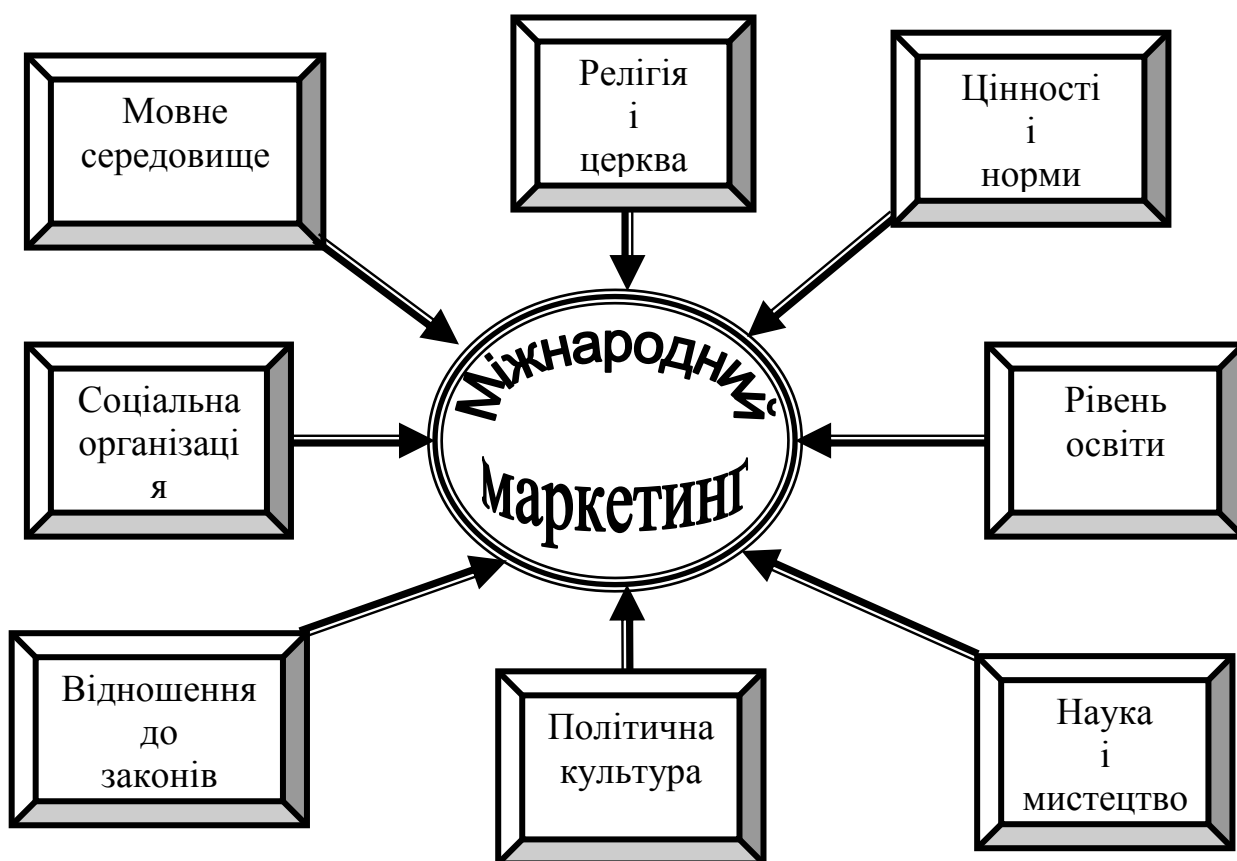 Мовне
середовище
Релігія
і
церква
Цінності
і
норми
Міжнародний
маркетинг
Соціальна
організаці
я
Рівень
освіти
Відношення
до
законів
Політична
культура
Наука
і
мистецтво